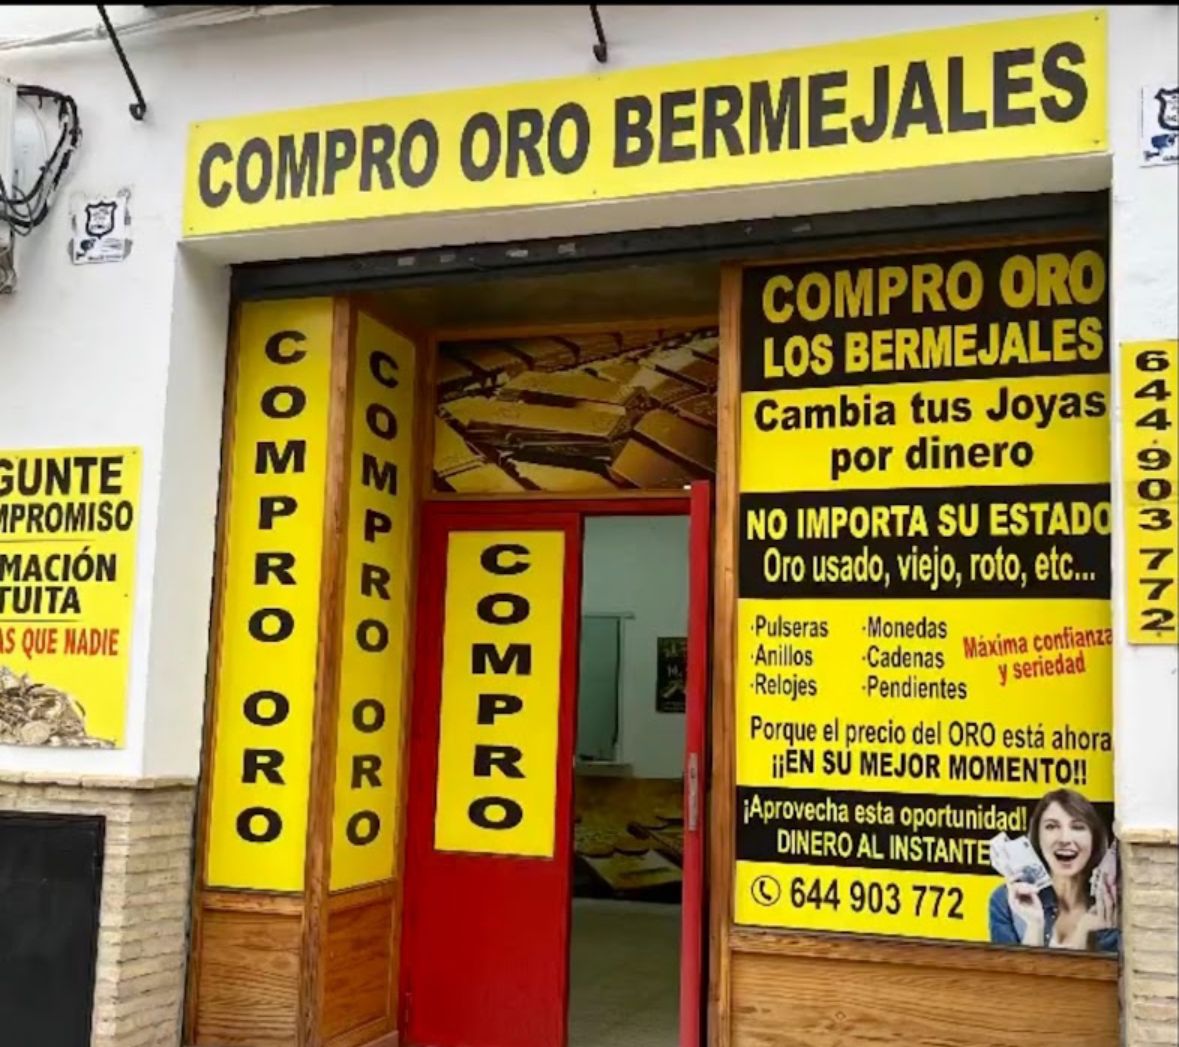 COMPRO ORO BERMEJALES
COMPRO ORO
COMPRO ORO
COMPRO
COMPRO ORO
LOS BERMEJALES
Cambia tus Joyas
por dinero
NO IMPORTA SU ESTADO
Oro usado, viejo, roto, etc...
·Pulseras
·Anillos
·Relojes
·Monedas
·Cadenas
·Pendientes
Máxima confianza
y seriedad
Porque el precio del ORO está ahora
¡¡EN SU MEJOR MOMENTO!!
¡Aprovecha esta oportunidad!
DINERO AL INSTANTE
644 903 772
644·903 772
GUNTE
MPROMISO
MACIÓN
TUITA
AS QUE NADIE